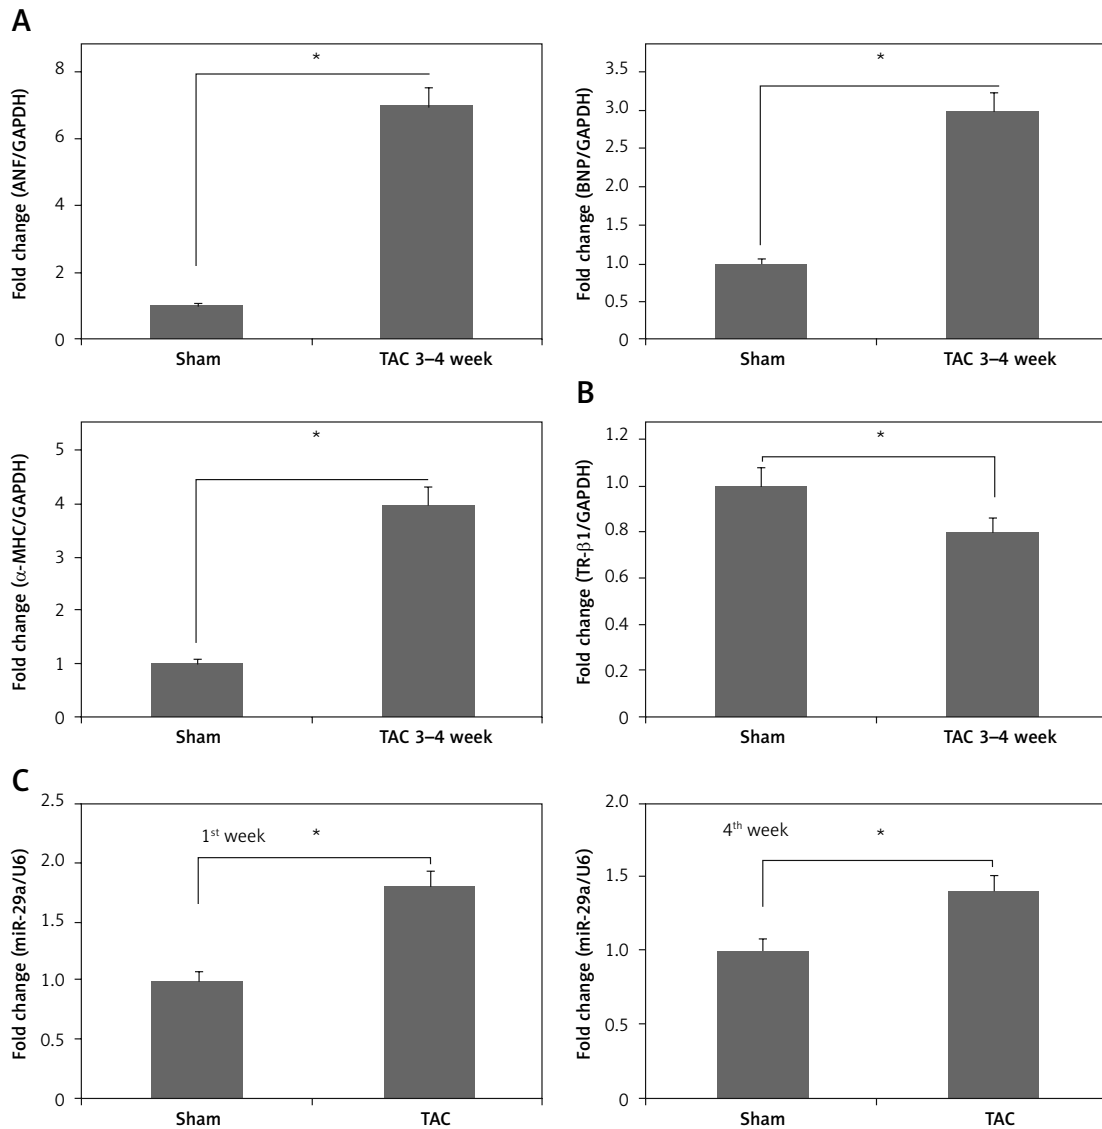 A
Fold change (ANF/GAPDH)
8
6
4
2
0
*
Sham
TAC 3–4 week
Fold change (BNP/GAPDH)
3.5
3.0
2.5
2.0
1.5
1.0
0.5
0
*
Sham
TAC 3–4 week
Fold change (α-MHC/GAPDH)
5
4
3
2
1
0
*
Sham
TAC 3–4 week
B
Fold change (TR-β1/GAPDH)
1.2
1.0
0.8
0.6
0.4
0.2
0
*
Sham
TAC 3–4 week
C
Fold change (miR-29a/U6)
2.5
2.0
1.5
1.0
0.5
0
1st week
*
Sham
TAC
Fold change (miR-29a/U6)
2.0
1.5
1.0
0.5
0
4th week
*
Sham
TAC